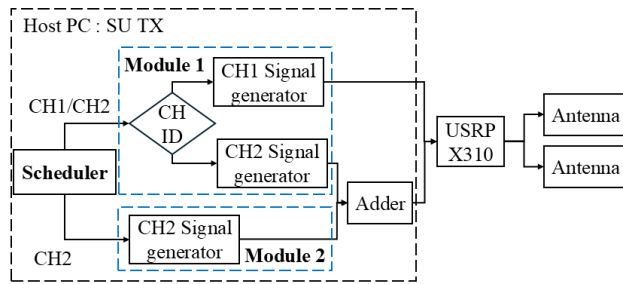 Host PC : SU TX
Module 1
CH1 Signal
generator
CH1/CH2
CH
ID
USRP
X310
Antenna
Antenna
CH2 Signal
generator
Scheduler
Adder
CH2 Signal
generator
Module 2
CH2